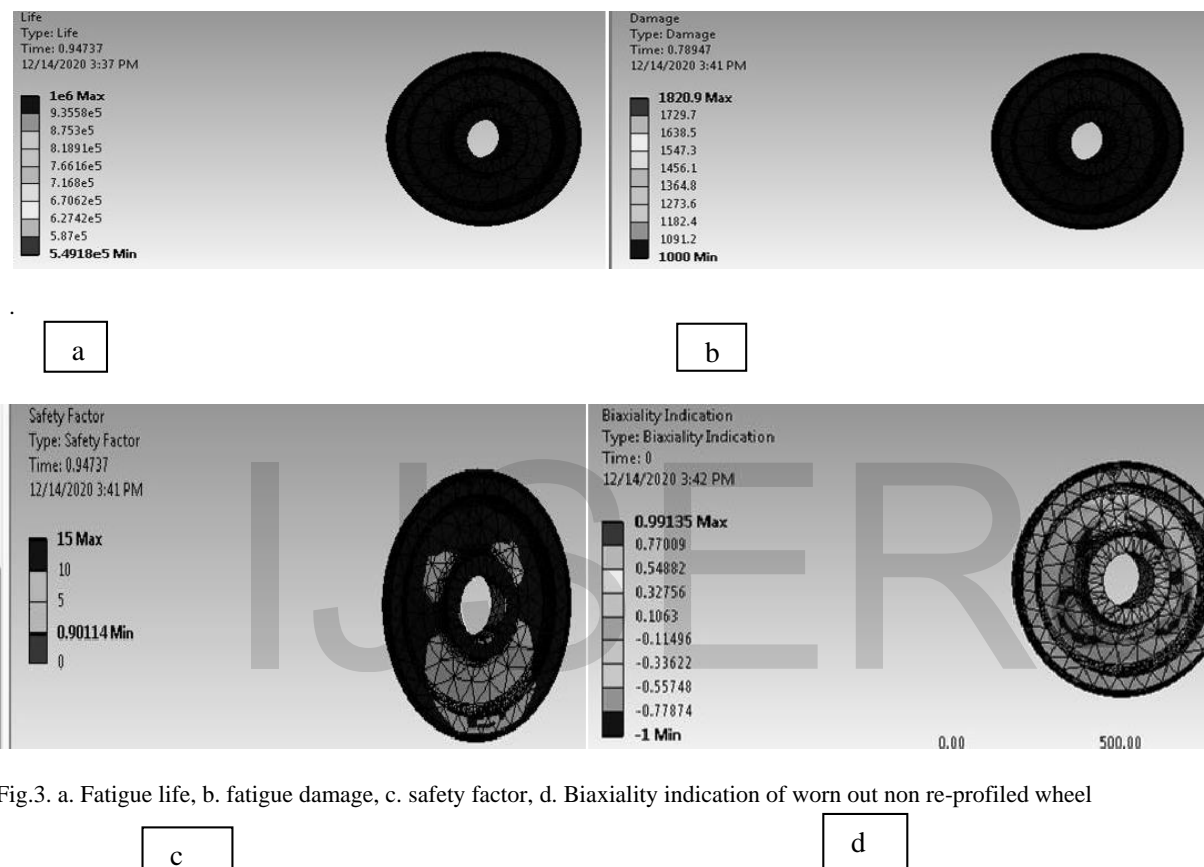 Life
Type: Life
Time: 0.94737
12/14/2020 3:37 PM
1e6 Max
9.3558e5
8.753e5
8.1891e5
7.6616e5
7.168e5
6.7062e5
6.2742e5
5.87e5
5.4918e5 Min
Damage
Type: Damage
Time: 0.78947
12/14/2020 3:41 PM
1820.9 Max
1729.7
1638.5
1547.3
1456.1
1364.8
1273.6
1182.4
1091.2
1000 Min
.
a
b
Safety Factor
Type: Safety Factor
Time: 0.94737
12/14/2020 3:41 PM
15 Max
10
5
0.90114 Min
0
Biaxiality Indication
Type: Biaxiality Indication
Time: 0
12/14/2020 3:42 PM
0.99135 Max
0.77009
0.54882
0.32756
0.1063
-0.11496
-0.33622
-0.55748
-0.77874
-1 Min
0.00 500.00
IJSER
Fig.3. a. Fatigue life, b. fatigue damage, c. safety factor, d. Biaxiality indication of worn out non re-profiled wheel
c
d